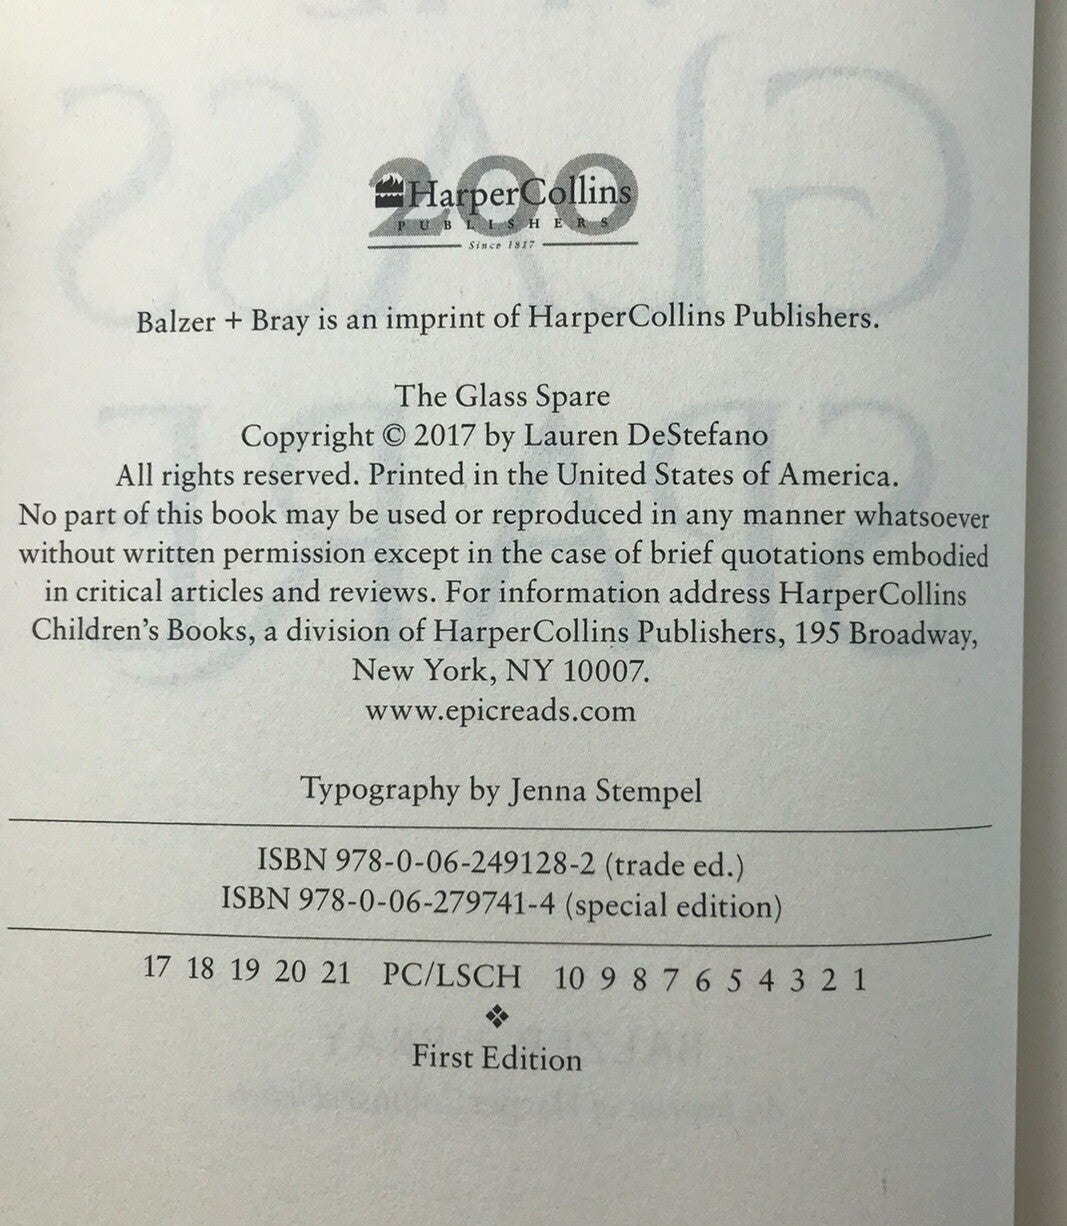 200
HarperCollins
PUBLISHERS
Since 1817
Balzer + Bray is an imprint of HarperCollins Publishers.
The Glass Spare
Copyright © 2017 by Lauren DeStefano
All rights reserved. Printed in the United States of America.
No part of this book may be used or reproduced in any manner whatsoever
without written permission except in the case of brief quotations embodied
in critical articles and reviews. For information address HarperCollins
Children's Books, a division of HarperCollins Publishers, 195 Broadway,
New York, NY 10007.
www.epicreads.com
Typography by Jenna Stempel
ISBN 978-0-06-249128-2 (trade ed.)
ISBN 978-0-06-279741-4 (special edition)
17 18 19 20 21 PC/LSCH 10 9 8 7 6 5 4 3 2 1
❖
First Edition